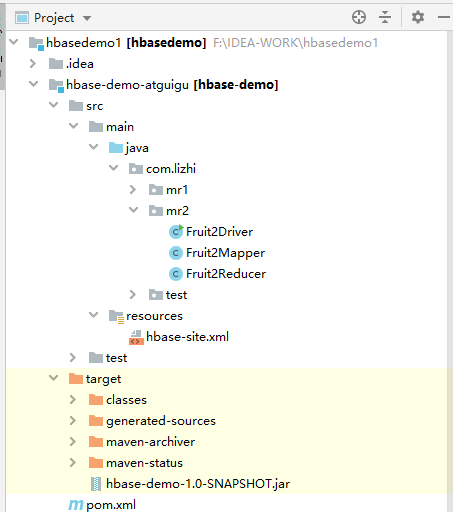 Project
hbasedemo1 [hbasedemo] F:\IDEA-WORK\hbasedemo1
.idea
hbase-demo-atguigu [hbase-demo]
src
main
java
com.lizhi
mr1
mr2
Fruit2Driver
Fruit2Mapper
Fruit2Reducer
test
resources
hbase-site.xml
test
target
classes
generated-sources
maven-archiver
maven-status
hbase-demo-1.0-SNAPSHOT.jar
pom.xml